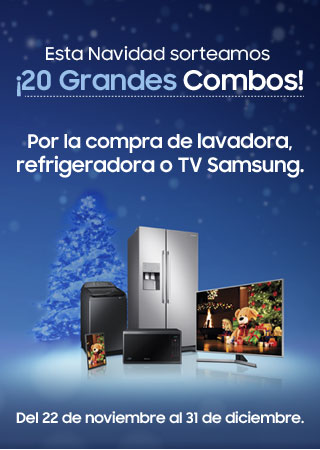 Esta Navidad sorteamos
¡20 Grandes Combos!
Por la compra de lavadora,
refrigeradora o TV Samsung.
Del 22 de noviembre al 31 de diciembre.